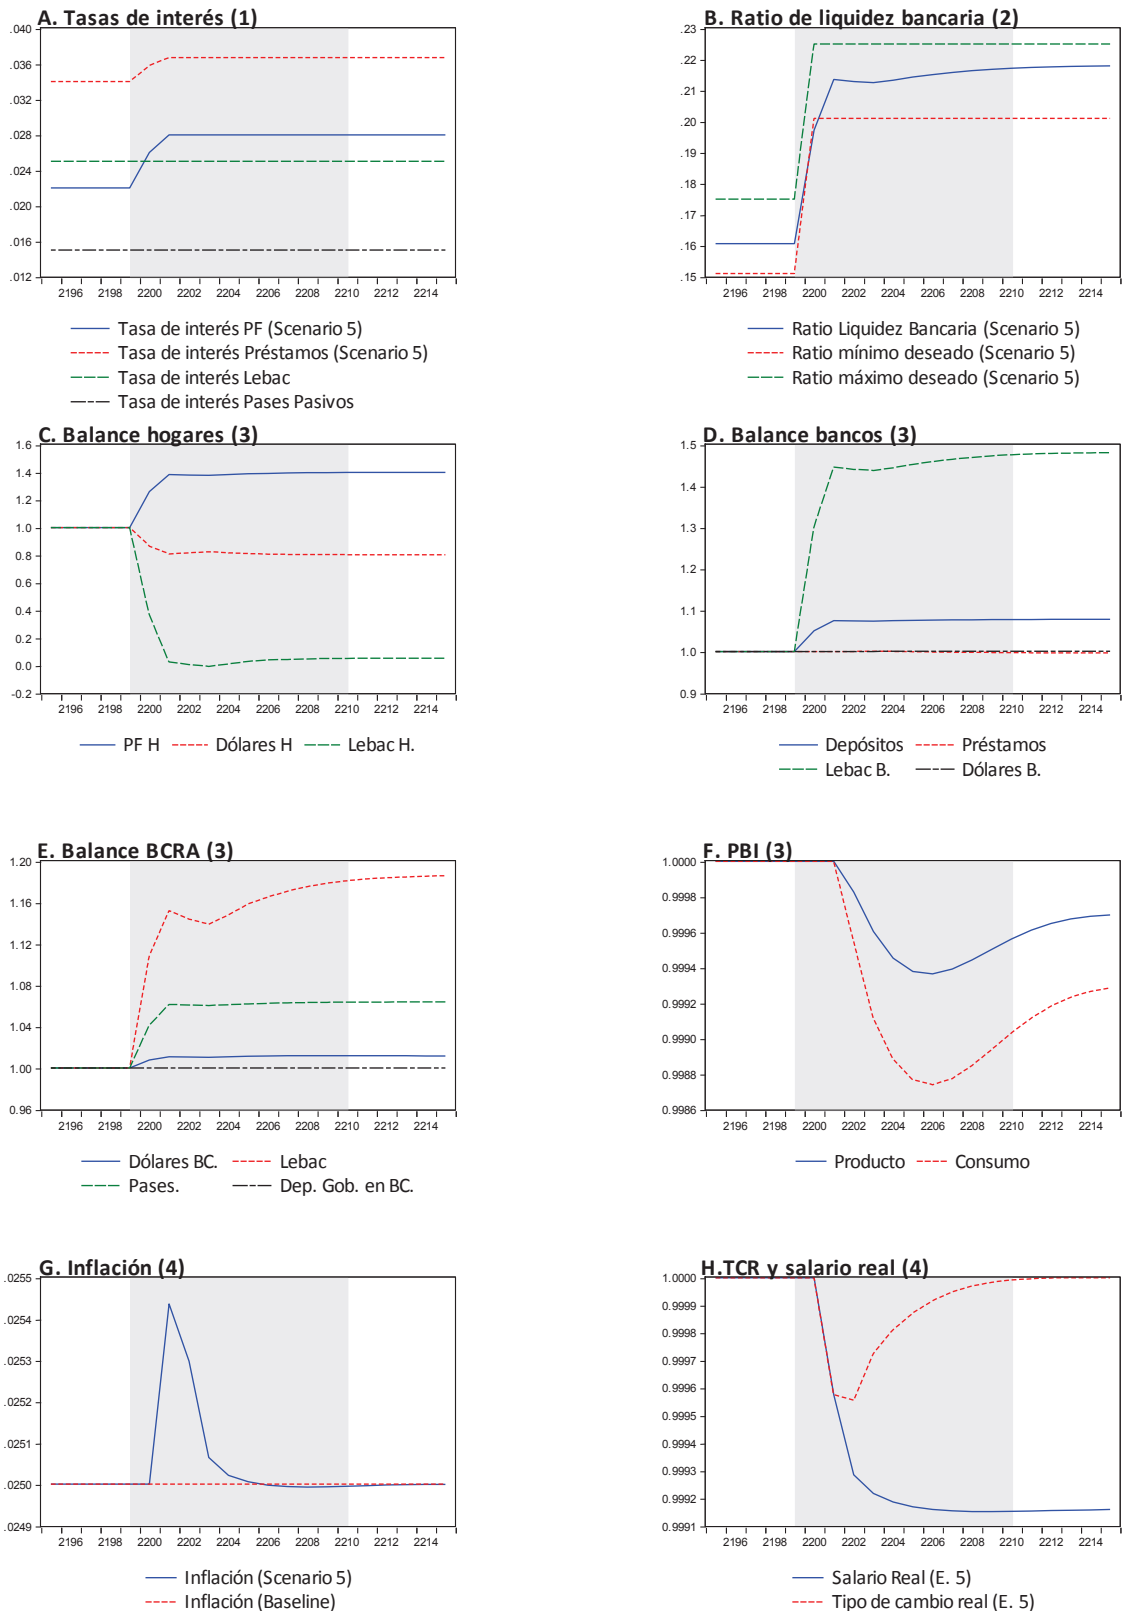 A. Tasas de interés (1)
.040
.036
.032
.028
.024
.020
.016
.012
2196 2198 2200 2202 2204 2206 2208 2210 2212 2214
Tasa de interés PF (Scenario 5)
Tasa de interés Préstamos (Scenario 5)
Tasa de interés Lebac
Tasa de interés Pases Pasivos
B. Ratio de liquidez bancaria (2)
.23
.22
.21
.20
.19
.18
.17
.16
.15
2196 2198 2200 2202 2204 2206 2208 2210 2212 2214
Ratio Liquidez Bancaria (Scenario 5)
Ratio mínimo deseado (Scenario 5)
Ratio máximo deseado (Scenario 5)
C. Balance hogares (3)
1.6
1.4
1.2
1.0
0.8
0.6
0.4
0.2
0.0
-0.2
2196 2198 2200 2202 2204 2206 2208 2210 2212 2214
PF H Dólares H Lebac H.
D. Balance bancos (3)
1.5
1.4
1.3
1.2
1.1
1.0
0.9
2196 2198 2200 2202 2204 2206 2208 2210 2212 2214
Depósitos Préstamos
Lebac B. Dólares B.
E. Balance BCRA (3)
1.20
1.16
1.12
1.08
1.04
1.00
0.96
2196 2198 2200 2202 2204 2206 2208 2210 2212 2214
Dólares BC. Lebac
Pases. Dep. Gob. en BC.
F. PBI (3)
1.0000
0.9998
0.9996
0.9994
0.9992
0.9990
0.9988
0.9986
2196 2198 2200 2202 2204 2206 2208 2210 2212 2214
Producto Consumo
G. Inflación (4)
.0255
.0254
.0253
.0252
.0251
.0250
.0249
2196 2198 2200 2202 2204 2206 2208 2210 2212 2214
Inflación (Scenario 5)
Inflación (Baseline)
H.TCR y salario real (4)
1.0000
0.9999
0.9998
0.9997
0.9996
0.9995
0.9994
0.9993
0.9992
0.9991
2196 2198 2200 2202 2204 2206 2208 2210 2212 2214
Salario Real (E. 5)
Tipo de cambio real (E. 5)